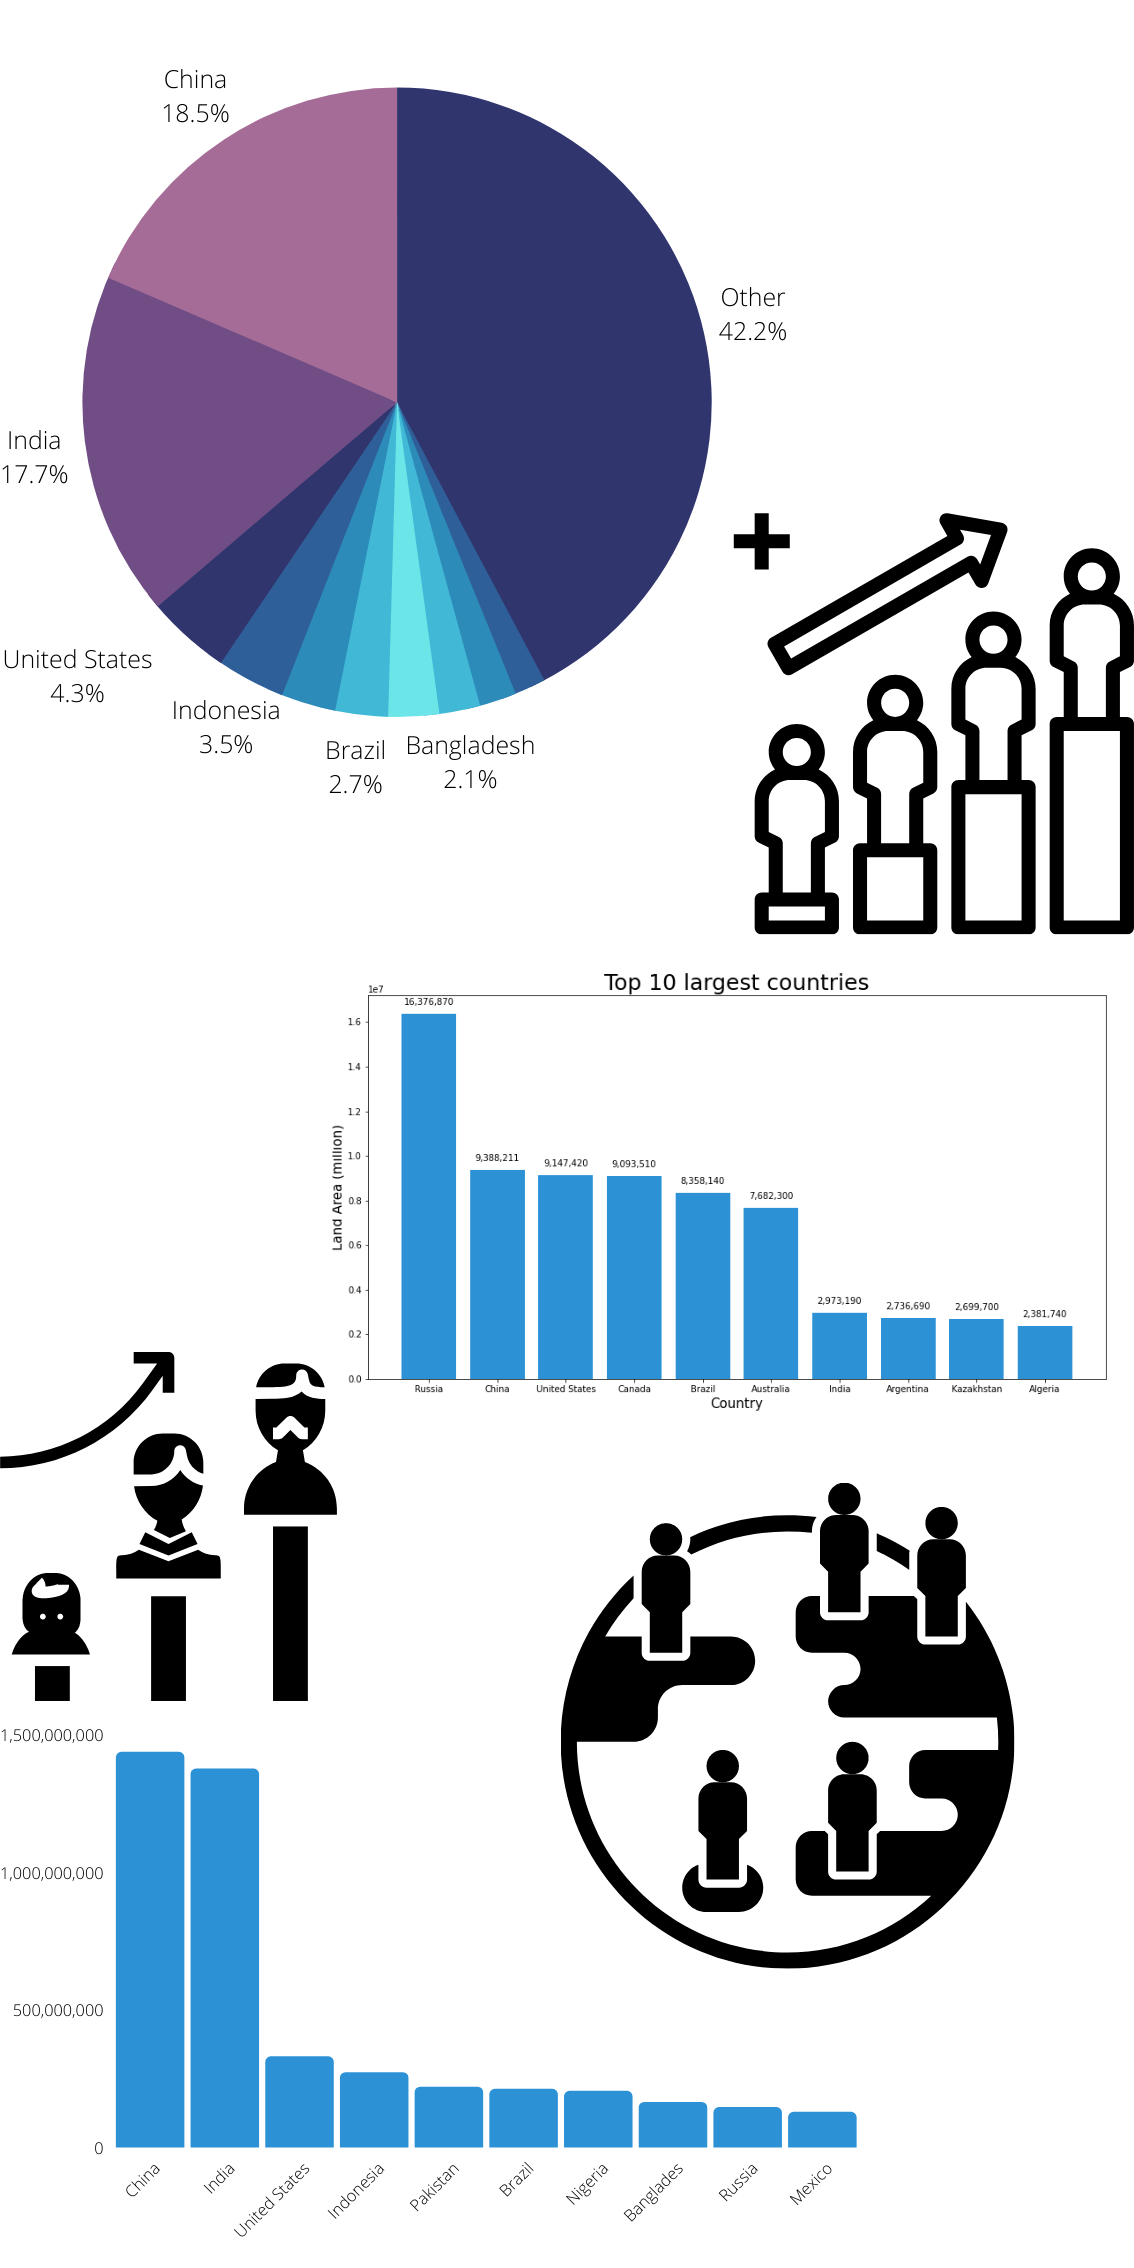 China
18.5%
Other
42.2%
India
17.7%
United States
4.3%
Indonesia
3.5%
Brazil
2.7%
Bangladesh
2.1%
Top 10 largest countries
1e7
16,376,870
1.6
1.4
1.2
1.0
0.8
0.6
0.4
0.2
0.0
Land Area (million)
9,388,211
9,147,420
9,093,510
8,358,140
7,682,300
2,973,190
2,736,690
2,699,700
2,381,740
Russia
China
United States
Canada
Brazil
Australia
India
Argentina
Kazakhstan
Algeria
Country
1,500,000,000
1,000,000,000
500,000,000
0
China
India
United States
Indonesia
Pakistan
Brazil
Nigeria
Banglades
Russia
Mexico